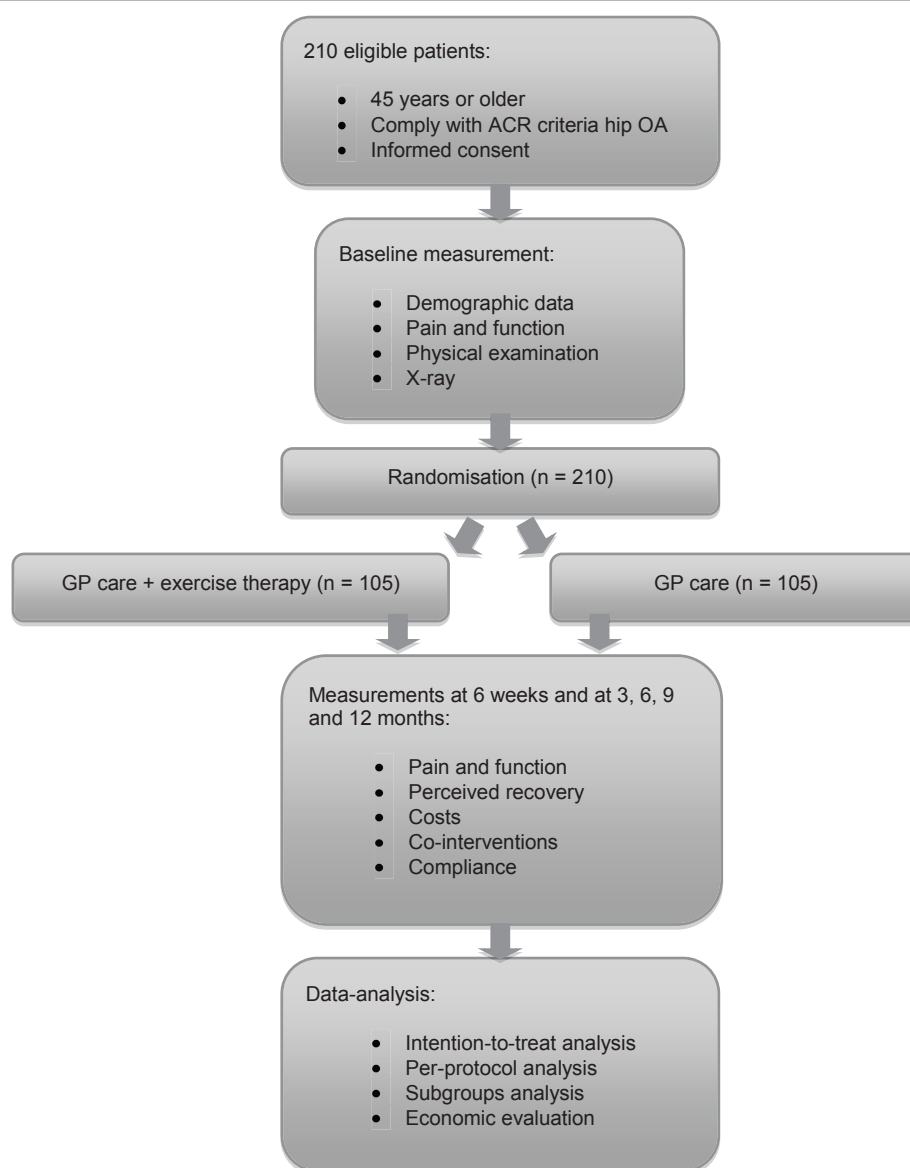 210 eligible patients:
• 45 years or older
• Comply with ACR criteria hip OA
• Informed consent
Baseline measurement:
• Demographic data
• Pain and function
• Physical examination
• X-ray
Randomisation (n = 210)
GP care + exercise therapy (n = 105)
GP care (n = 105)
Measurements at 6 weeks and at 3, 6, 9
and 12 months:
• Pain and function
• Perceived recovery
• Costs
• Co-interventions
• Compliance
Data-analysis:
• Intention-to-treat analysis
• Per-protocol analysis
• Subgroups analysis
• Economic evaluation